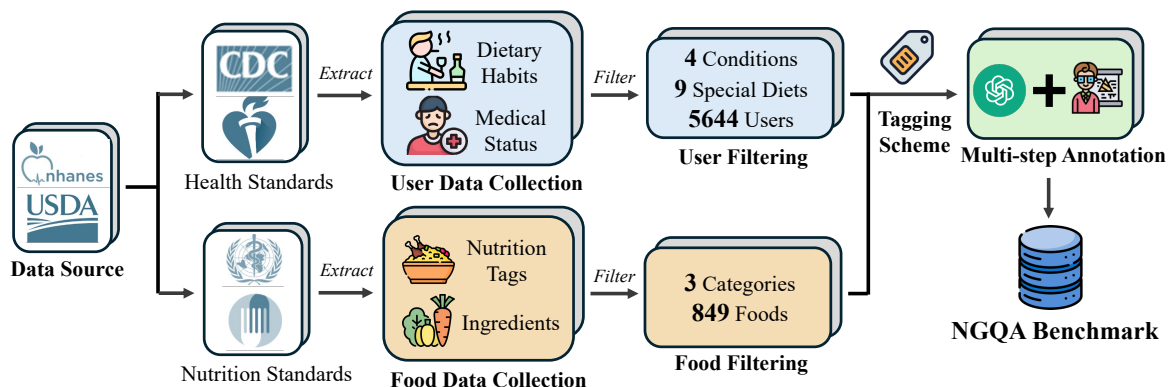 nhanes
USDA
Data Source
CDC
Health Standards
Extract
Dietary
Habits
Medical
Status
User Data Collection
Filter
4 Conditions
9 Special Diets
5644 Users
User Filtering
Tagging
Scheme
Multi-step Annotation
Nutrition Standards
Extract
Nutrition
Tags
Ingredients
Food Data Collection
Filter
3 Categories
849 Foods
Food Filtering
NGQA Benchmark